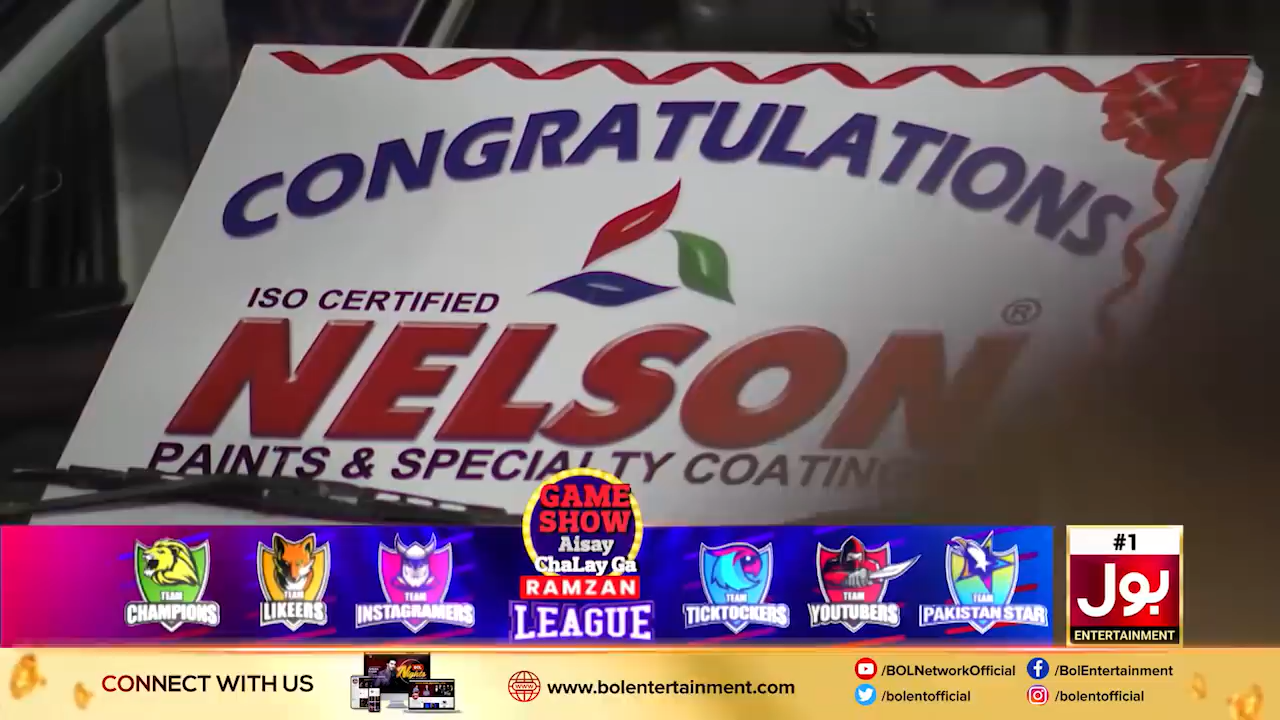 CONGRATULATIONS
ISO CERTIFIED
NELSON®
PAINTS & SPECIALTY
GAME
SHOW
Aisay
ChaLay Ga
RAMZAN
LEAGUE
TEAM
CHAMPIONS
TEAM
LIKEERS
TEAM
INSTAGRAMERS
TEAM
TICKTOCKERS
TEAM
YOUTUBERS
TEAM
PAKISTAN STAR
#1
بول
ENTERTAINMENT
CONNECT WITH US
www.bolentertainment.com
/BOLNetworkOfficial
/BolEntertainment
/bolentofficial
/bolentofficial